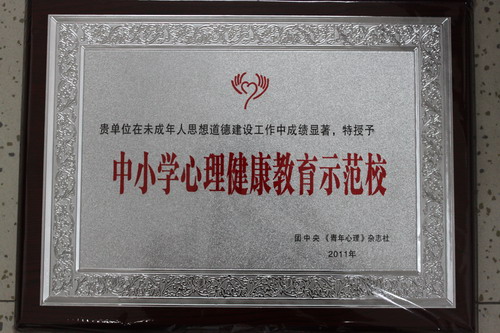 贵单位在未成年人思想道德建设工作中成绩显著，特授予
中小学心理健康教育示范校
团中央《青年心理》杂志社
2011年